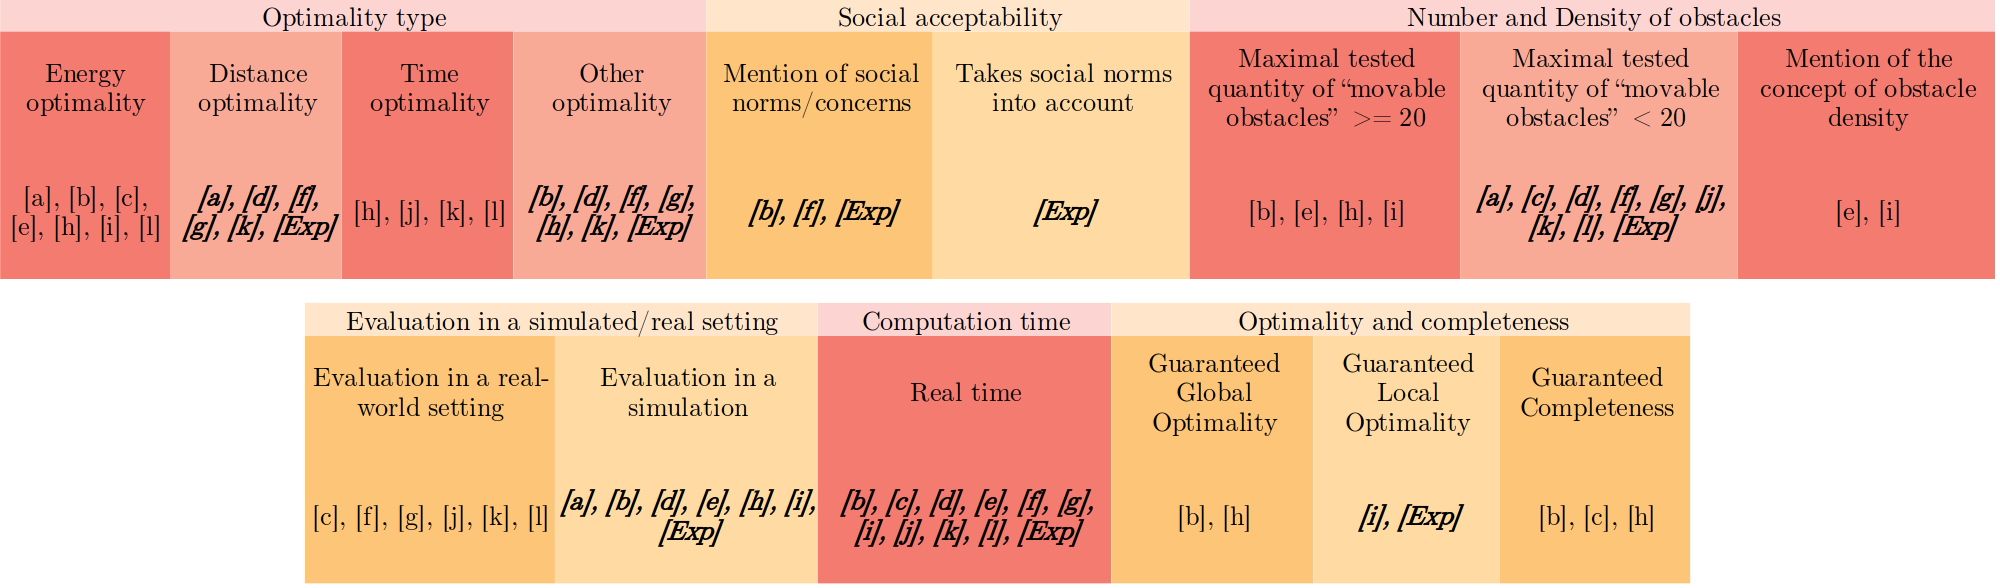 Optimality type
Social acceptability
Number and Density of obstacles
Energy
optimality
Distance
optimality
Time
optimality
Other
optimality
Mention of social
norms/concerns
Takes social norms
into account
Maximal tested
quantity of “movable
obstacles” >= 20
Maximal tested
quantity of “movable
obstacles” < 20
Mention of the
concept of obstacle
density
[a], [b], [c],
[e], [h], [i], [l]
[a], [d], [f],
[g], [k], [Exp]
[h], [j], [k], [l]
[b], [d], [f], [g],
[h], [k], [Exp]
[b], [f], [Exp]
[Exp]
[b], [e], [h], [i]
[a], [c], [d], [f], [g], [j],
[k], [l], [Exp]
[e], [i]
Evaluation in a simulated/real setting
Computation time
Optimality and completeness
Evaluation in a real-
world setting
Evaluation in a
simulation
Real time
Guaranteed
Global
Optimality
Guaranteed
Local
Optimality
Guaranteed
Completeness
[c], [f], [g], [j], [k], [l]
[a], [b], [d], [e], [h], [i],
[Exp]
[b], [c], [d], [e], [f], [g],
[i], [j], [k], [l], [Exp]
[b], [h]
[i], [Exp]
[b], [c], [h]